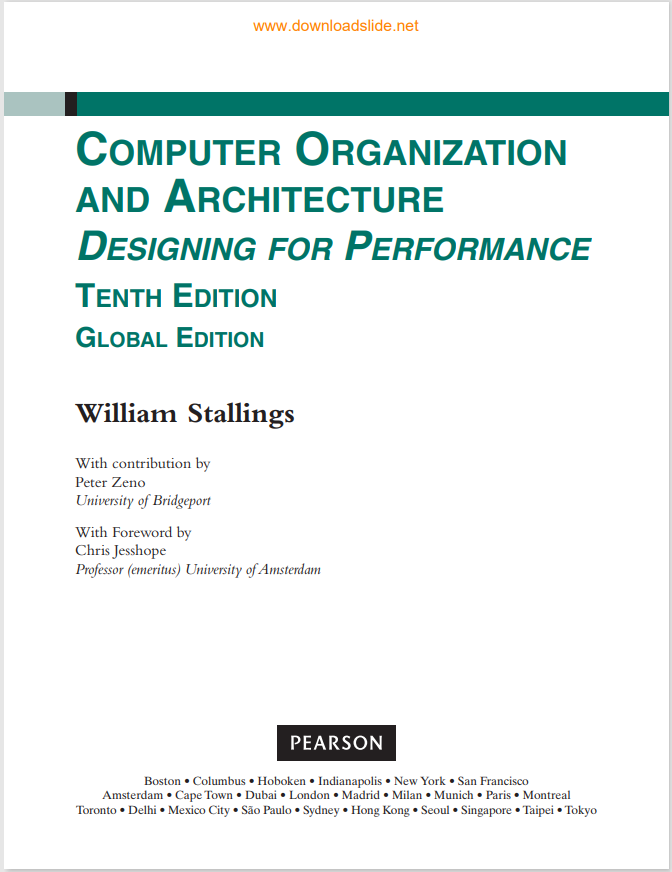 www.downloadslide.net
COMPUTER ORGANIZATION
AND ARCHITECTURE
DESIGNING FOR PERFORMANCE
TENTH EDITION
GLOBAL EDITION
William Stallings
With contribution by
Peter Zeno
University of Bridgeport
With Foreword by
Chris Jesshope
Professor (emeritus) University of Amsterdam
PEARSON
Boston • Columbus • Hoboken • Indianapolis • New York • San Francisco
Amsterdam • Cape Town • Dubai • London • Madrid • Milan • Munich • Paris • Montreal
Toronto • Delhi • Mexico City • São Paulo • Sydney • Hong Kong • Seoul • Singapore • Taipei • Tokyo